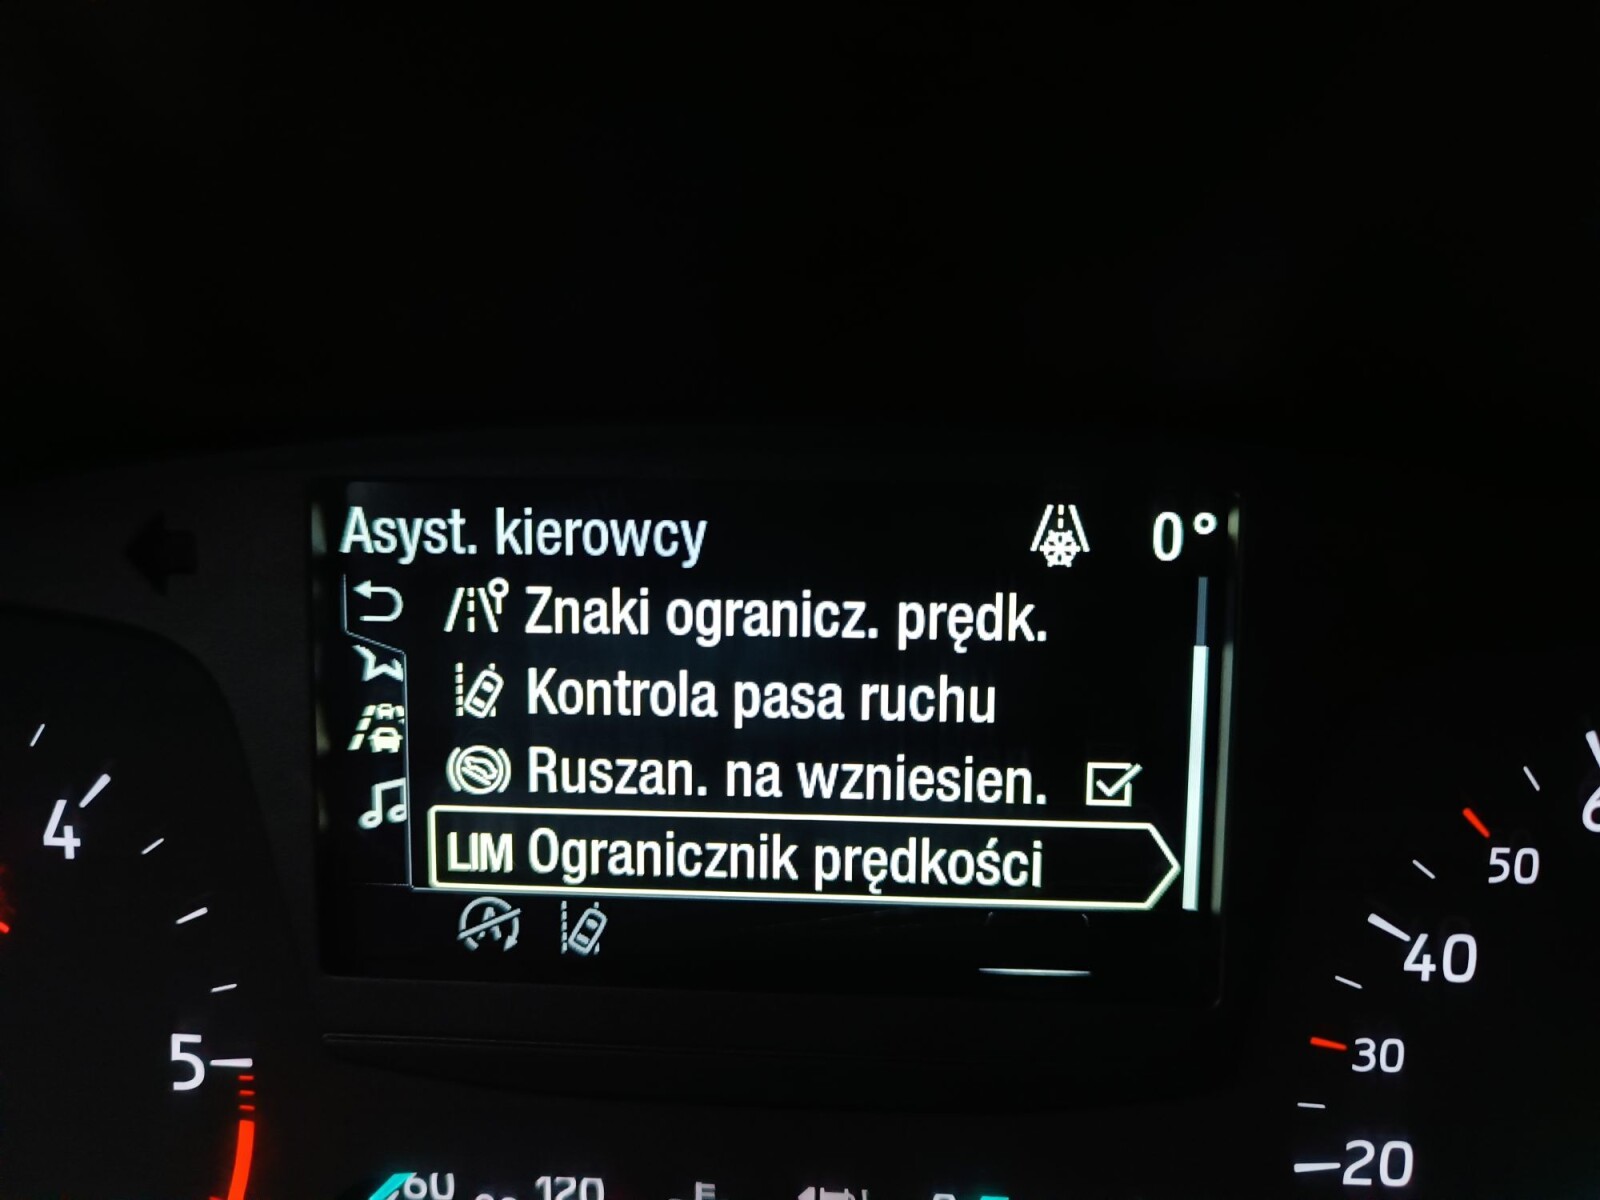 Asyst. kierowcy 0°
Znaki ogranicz. prędk.
Kontrola pasa ruchu
Ruszan. na wzniesien.
LIM Ogranicznik prędkości
4
5
50
40
30
20
60 120